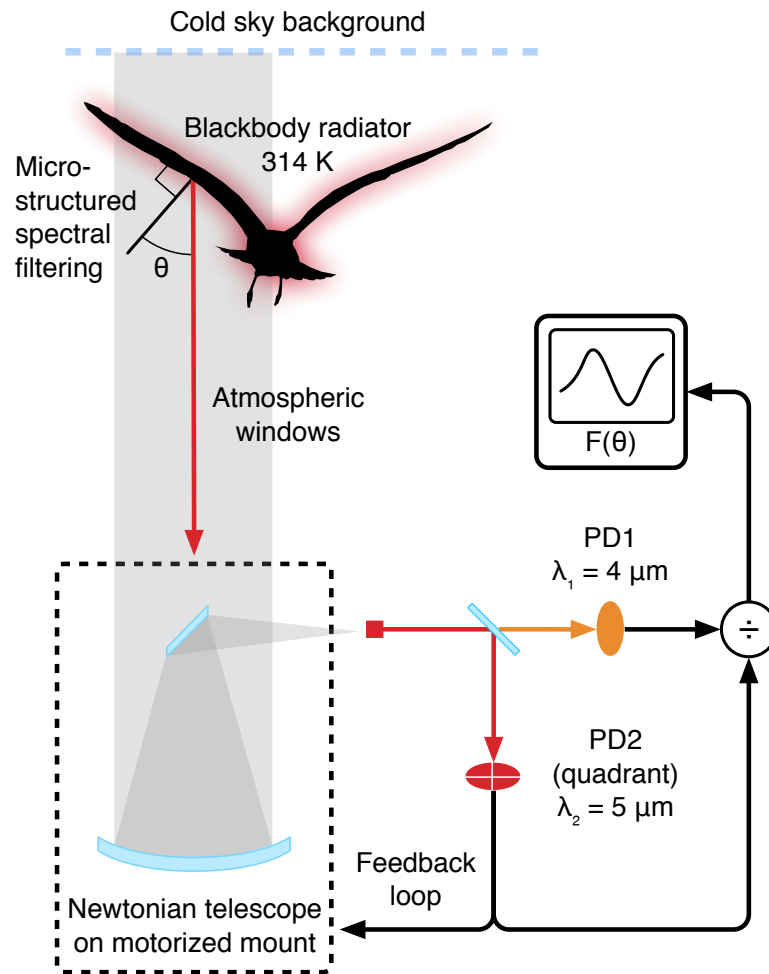 Cold sky background
Blackbody radiator
314 K
Micro-
structured
spectral
filtering
θ
Atmospheric
windows
F(θ)
PD1
λ₁ = 4 μm
÷
PD2
(quadrant)
λ₂ = 5 μm
Feedback
loop
Newtonian telescope
on motorized mount